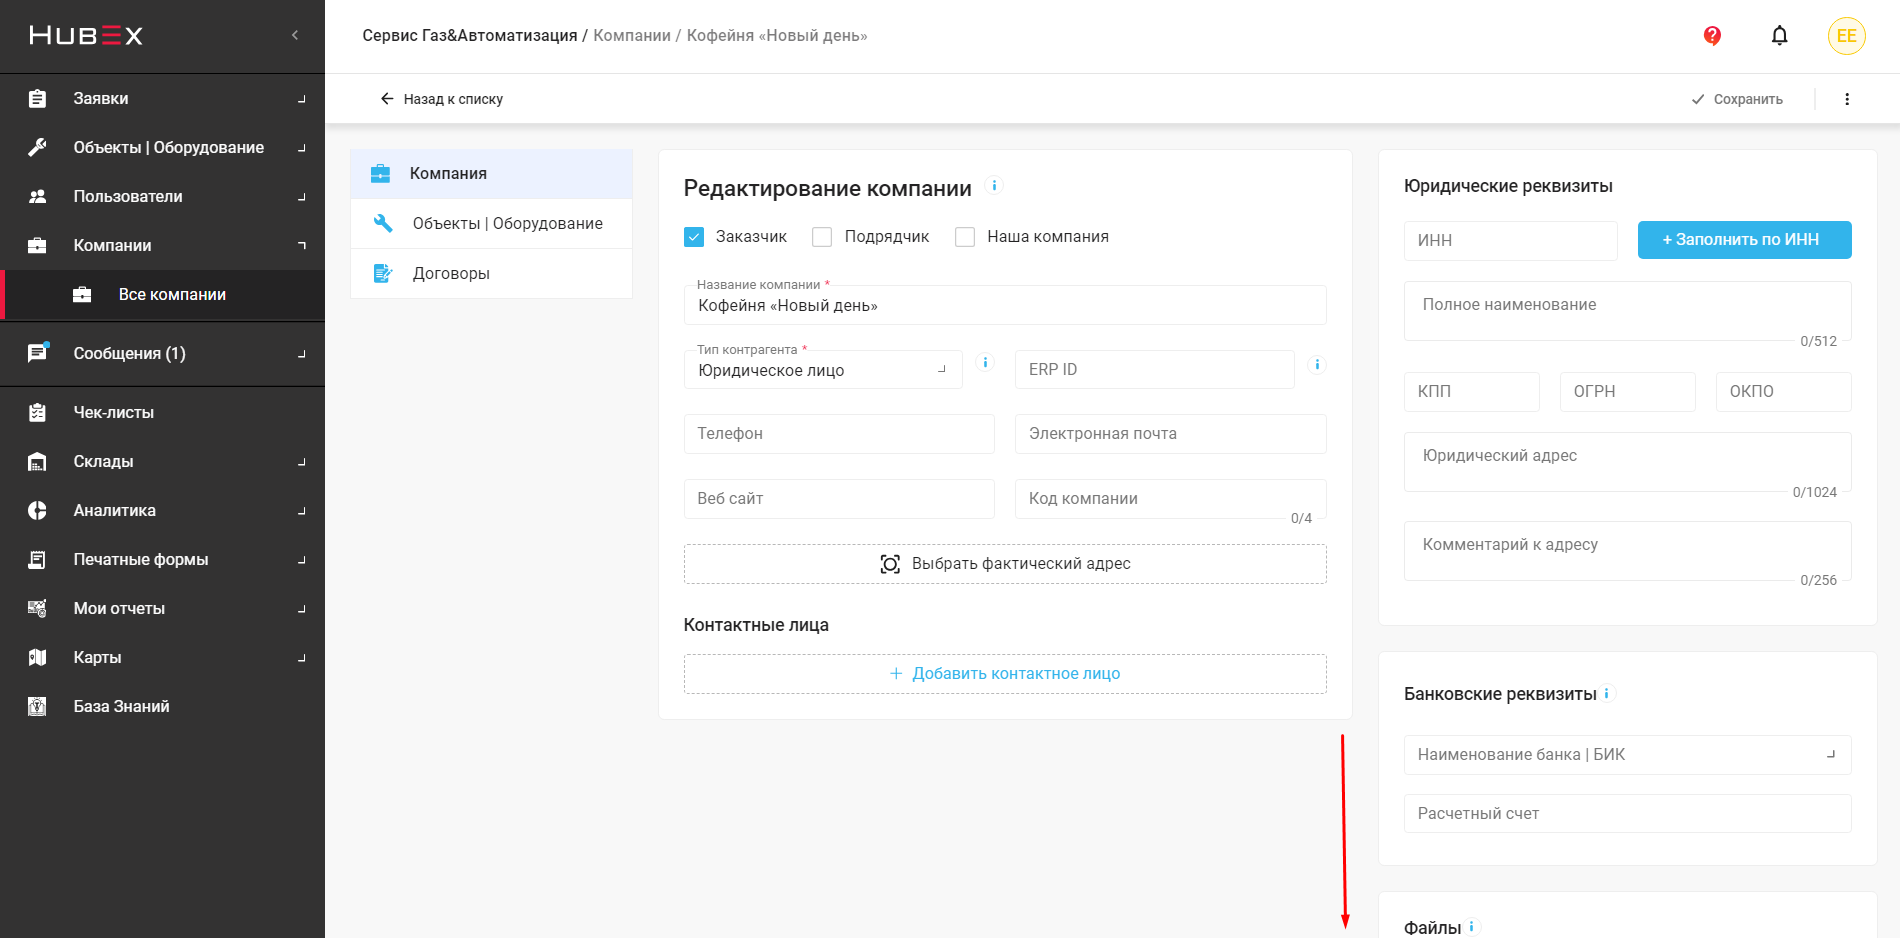 HUBEX
Сервис Газ&Автоматизация / Компании / Кофейня «Новый день»
?
EE
Назад к списку
Сохранить
Заявки
Объекты | Оборудование
Пользователи
Компании
Все компании
Сообщения (1)
Чек-листы
Склады
Аналитика
Печатные формы
Мои отчеты
Карты
База Знаний
Компания
Объекты | Оборудование
Договоры
Редактирование компании i
Заказчик Подрядчик Наша компания
Название компании *
Кофейня «Новый день»
Тип контрагента *
Юридическое лицо i
ERP ID i
Телефон
Электронная почта
Веб сайт
Код компании
0/4
Выбрать фактический адрес
Контактные лица
+ Добавить контактное лицо
Юридические реквизиты
ИНН
+ Заполнить по ИНН
Полное наименование
0/512
КПП
ОГРН
ОКПО
Юридический адрес
0/1024
Комментарий к адресу
0/256
Банковские реквизиты i
Наименование банка | БИК
Расчетный счет
Файлы i